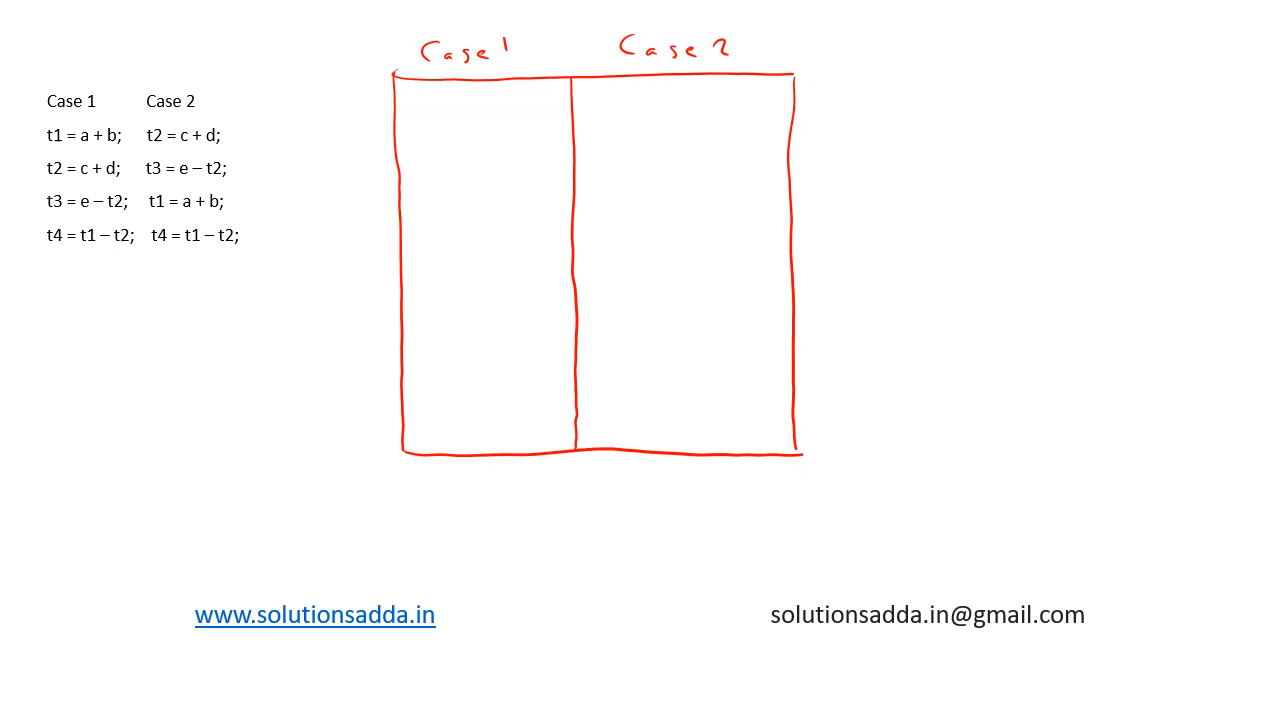 Case 1 Case 2
Case 1 Case 2
t1 = a + b; t2 = c + d;
t2 = c + d; t3 = e – t2;
t3 = e – t2; t1 = a + b;
t4 = t1 – t2; t4 = t1 – t2;
www.solutionsadda.in solutionsadda.in@gmail.com